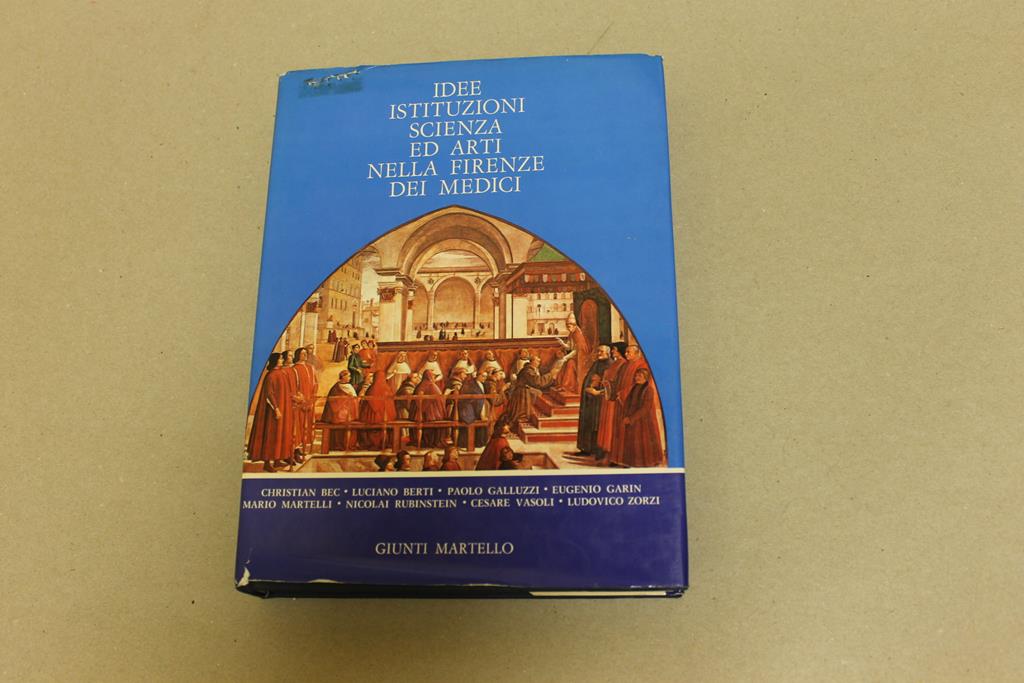 IDEE
ISTITUZIONI
SCIENZA
ED ARTI
NELLA FIRENZE
DEI MEDICI
CHRISTIAN BEC • LUCIANO BERTI • PAOLO GALLUZZI • EUGENIO GARIN
MARIO MARTELLI • NICOLAI RUBINSTEIN • CESARE VASOLI • LUDOVICO ZORZI
GIUNTI MARTELLO